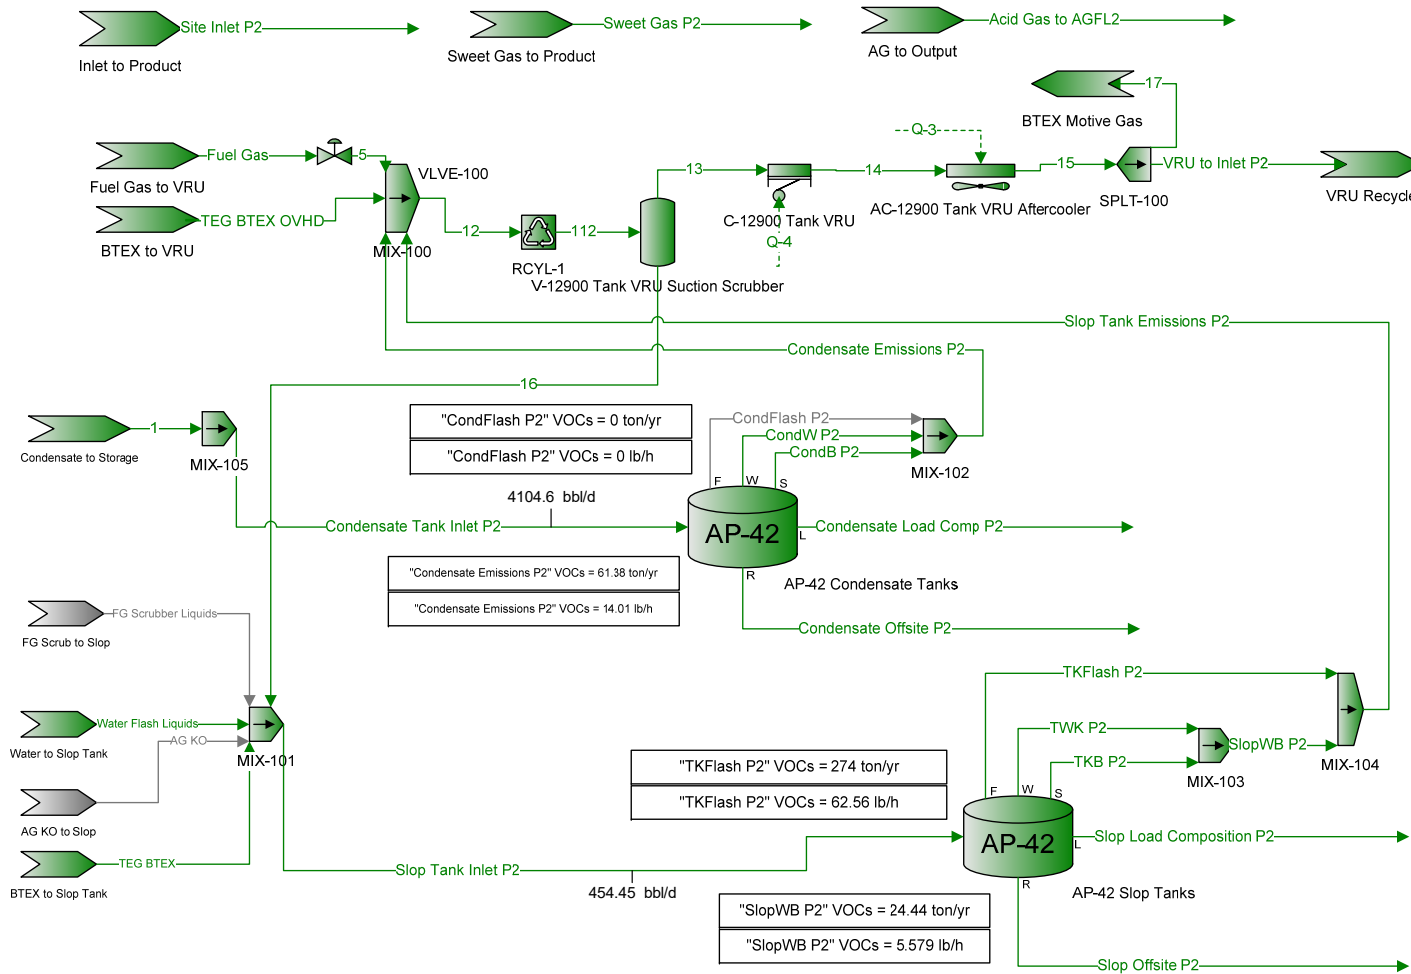 Site Inlet P2
Inlet to Product
Sweet Gas P2
Sweet Gas to Product
Acid Gas to AGFL2
AG to Output
17
BTEX Motive Gas
Fuel Gas
5
Fuel Gas to VRU
VLVE-100
TEG BTEX OVHD
BTEX to VRU
MIX-100
12
RCYL-1
112
13
V-12900 Tank VRU Suction Scrubber
C-12900 Tank VRU
Q-4
14
Q-3
AC-12900 Tank VRU Aftercooler
15
SPLT-100
VRU to Inlet P2
VRU Recycle
Slop Tank Emissions P2
Condensate Emissions P2
16
1
Condensate to Storage
MIX-105
"CondFlash P2" VOCs = 0 ton/yr
"CondFlash P2" VOCs = 0 lb/h
CondFlash P2
CondW P2
CondB P2
MIX-102
4104.6 bbl/d
F
W
S
Condensate Tank Inlet P2
AP-42
L
Condensate Load Comp P2
R
AP-42 Condensate Tanks
"Condensate Emissions P2" VOCs = 61.38 ton/yr
"Condensate Emissions P2" VOCs = 14.01 lb/h
Condensate Offsite P2
FG Scrubber Liquids
FG Scrub to Slop
Water Flash Liquids
Water to Slop Tank
AG KO
MIX-101
AG KO to Slop
TEG BTEX
BTEX to Slop Tank
TKFlash P2
TWK P2
TKB P2
MIX-103
SlopWB P2
MIX-104
"TKFlash P2" VOCs = 274 ton/yr
"TKFlash P2" VOCs = 62.56 lb/h
F
W
S
AP-42
L
Slop Load Composition P2
R
Slop Tank Inlet P2
454.45 bbl/d
AP-42 Slop Tanks
"SlopWB P2" VOCs = 24.44 ton/yr
"SlopWB P2" VOCs = 5.579 lb/h
Slop Offsite P2